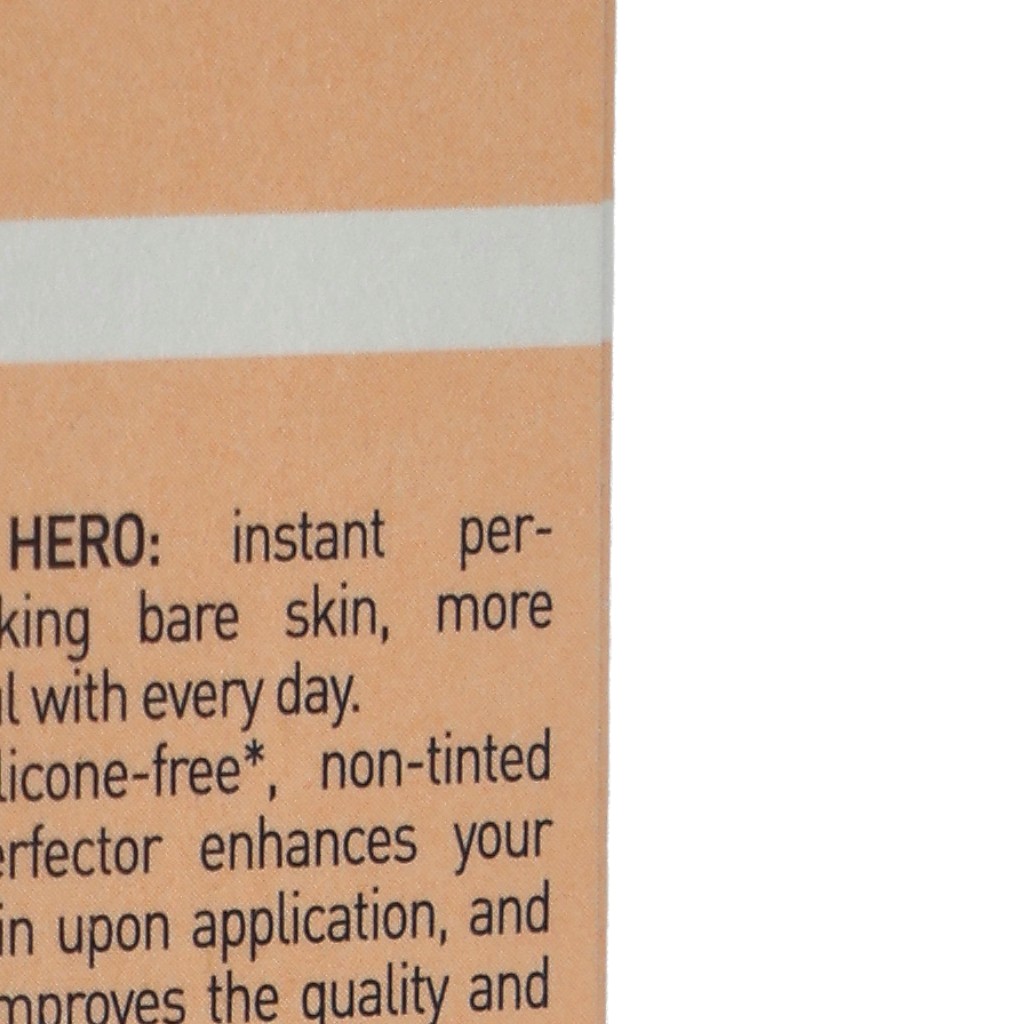 HERO: instant per-
king bare skin, more
l with every day.
licone-free*, non-tinted
erfector enhances your
in upon application, and
mproves the quality and